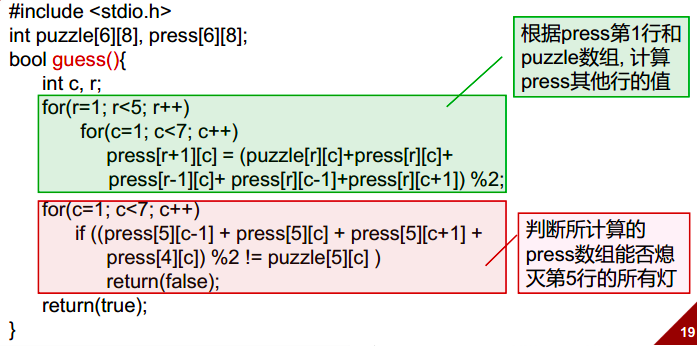 #include <stdio.h>
int puzzle[6][8], press[6][8];
bool guess(){
int c, r;
for(r=1; r<5; r++)
for(c=1; c<7; c++)
press[r+1][c] = (puzzle[r][c]+press[r][c]+
press[r-1][c]+ press[r][c-1]+press[r][c+1]) %2;
for(c=1; c<7; c++)
if ((press[5][c-1] + press[5][c] + press[5][c+1] +
press[4][c]) %2 != puzzle[5][c] )
return(false);
return(true);
}
根据press第1行和
puzzle数组, 计算
press其他行的值
判断所计算的
press数组能否熄
灭第5行的所有灯
19